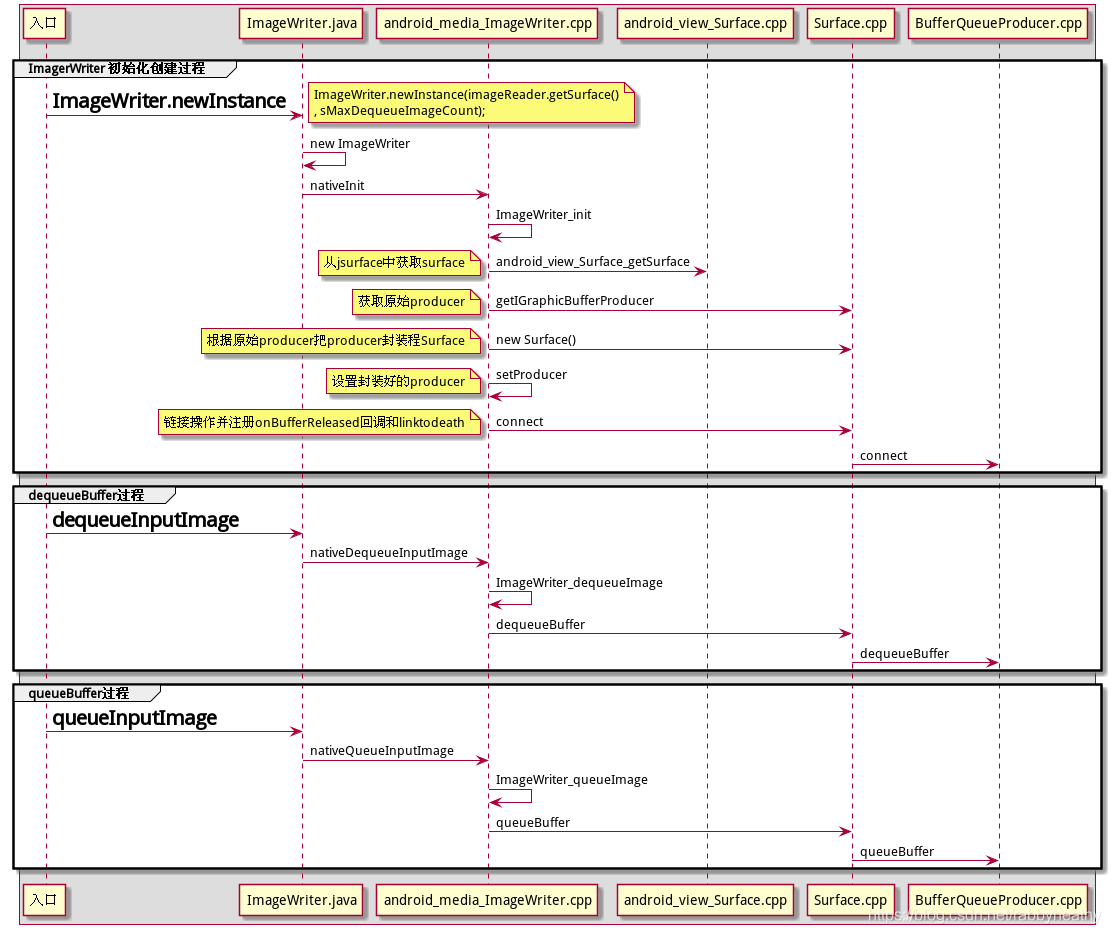 入口
ImageWriter.java
android_media_ImageWriter.cpp
android_view_Surface.cpp
Surface.cpp
BufferQueueProducer.cpp
ImagerWriter 初始化创建过程
ImageWriter.newInstance
ImageWriter.newInstance(imageReader.getSurface()
, sMaxDequeueImageCount);
new ImageWriter
nativeInit
ImageWriter_init
从jsurface中获取surface
android_view_Surface_getSurface
获取原始producer
getIGraphicBufferProducer
根据原始producer把producer封装程Surface
new Surface()
设置封装好的producer
setProducer
链接操作并注册onBufferReleased回调和linktodeath
connect
connect
dequeueBuffer过程
dequeueInputImage
nativeDequeueInputImage
ImageWriter_dequeueImage
dequeueBuffer
dequeueBuffer
queueBuffer过程
queueInputImage
nativeQueueInputImage
ImageWriter_queueImage
queueBuffer
queueBuffer
入口
ImageWriter.java
android_media_ImageWriter.cpp
android_view_Surface.cpp
Surface.cpp
BufferQueueProducer.cpp
https://blog.csdn.net/rabbyheathy